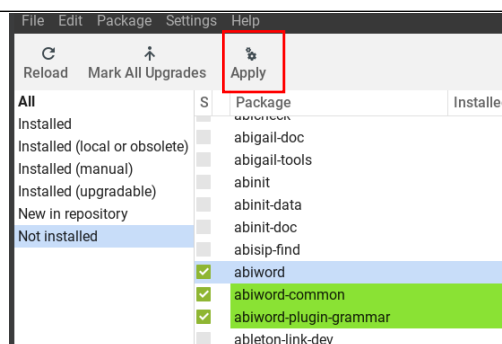 File Edit Package Settings Help
Reload Mark All Upgrades Apply
All
Installed
Installed (local or obsolete)
Installed (manual)
Installed (upgradable)
New in repository
Not installed
S Package Installe
abicheck
abigail-doc
abigail-tools
abinit
abinit-data
abinit-doc
abisip-find
abiword
abiword-common
abiword-plugin-grammar
ableton-link-dev